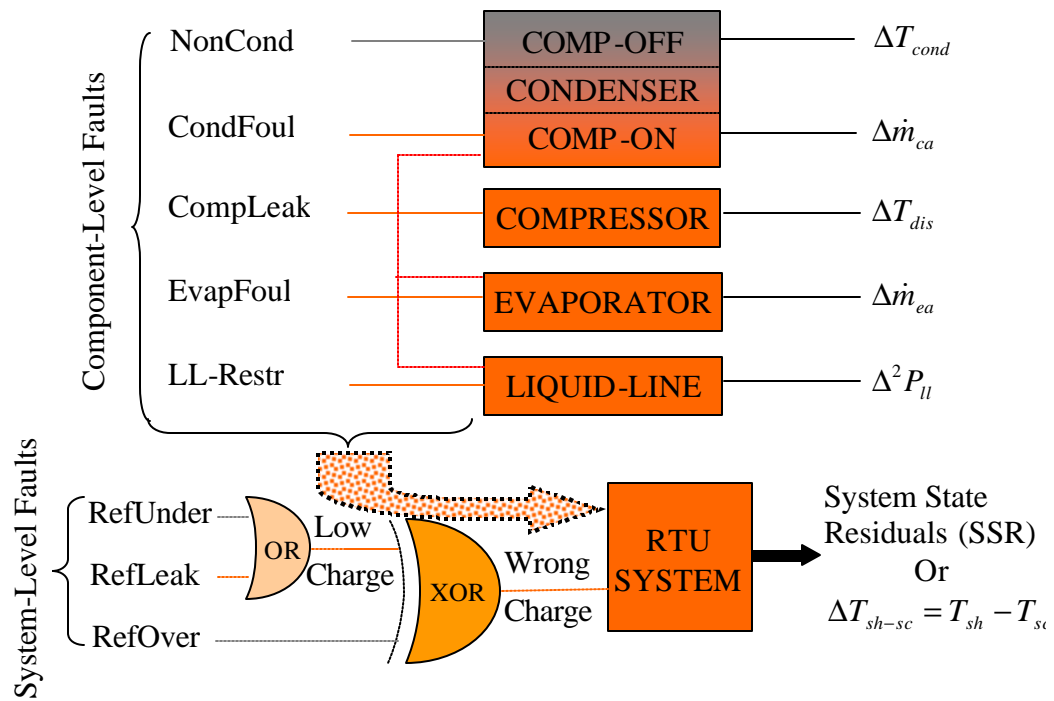 Component-Level Faults
NonCond
COMP-OFF
ΔT_cond
CONDENSER
CondFoul
COMP-ON
Δṁ_ca
CompLeak
COMPRESSOR
ΔT_dis
EvapFoul
EVAPORATOR
Δṁ_ea
LL-Restr
LIQUID-LINE
Δ²P_ll
System-Level Faults
RefUnder
RefLeak
RefOver
OR
Low
Charge
XOR
Wrong
Charge
RTU
SYSTEM
System State
Residuals (SSR)
Or
ΔT_sh−sc = T_sh − T_sc